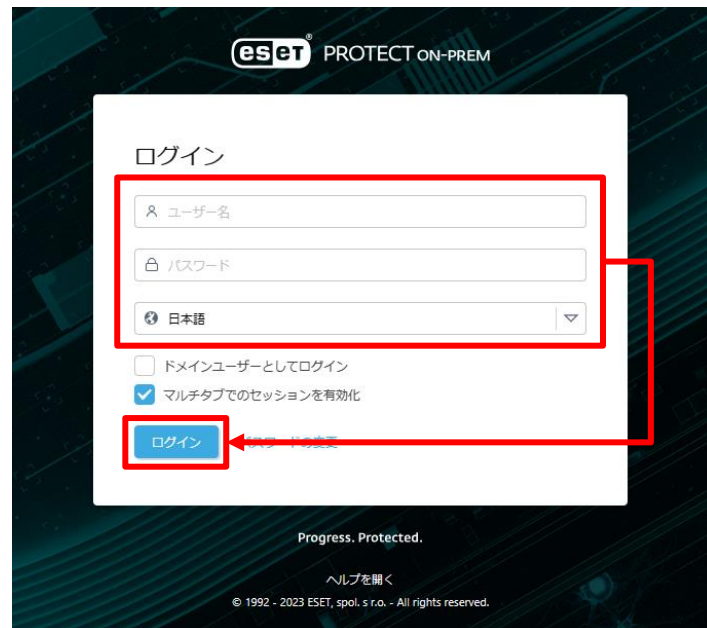 eset® PROTECT ON-PREM
ログイン
ユーザー名
パスワード
日本語
ドメインユーザーとしてログイン
マルチタブでのセッションを有効化
ログイン パスワードの変更
Progress. Protected.
ヘルプを開く
© 1992 - 2023 ESET, spol. s r.o. - All rights reserved.